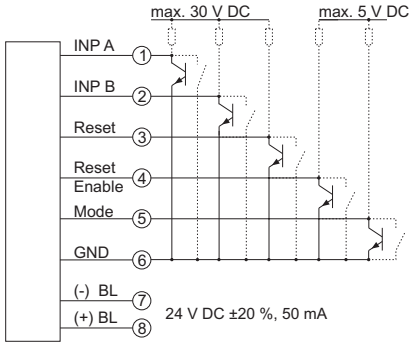 max. 30 V DC max. 5 V DC
INP A 1
INP B 2
Reset 3
Reset
Enable 4
Mode 5
GND 6
(-) BL 7
(+) BL 8
24 V DC ±20 %, 50 mA